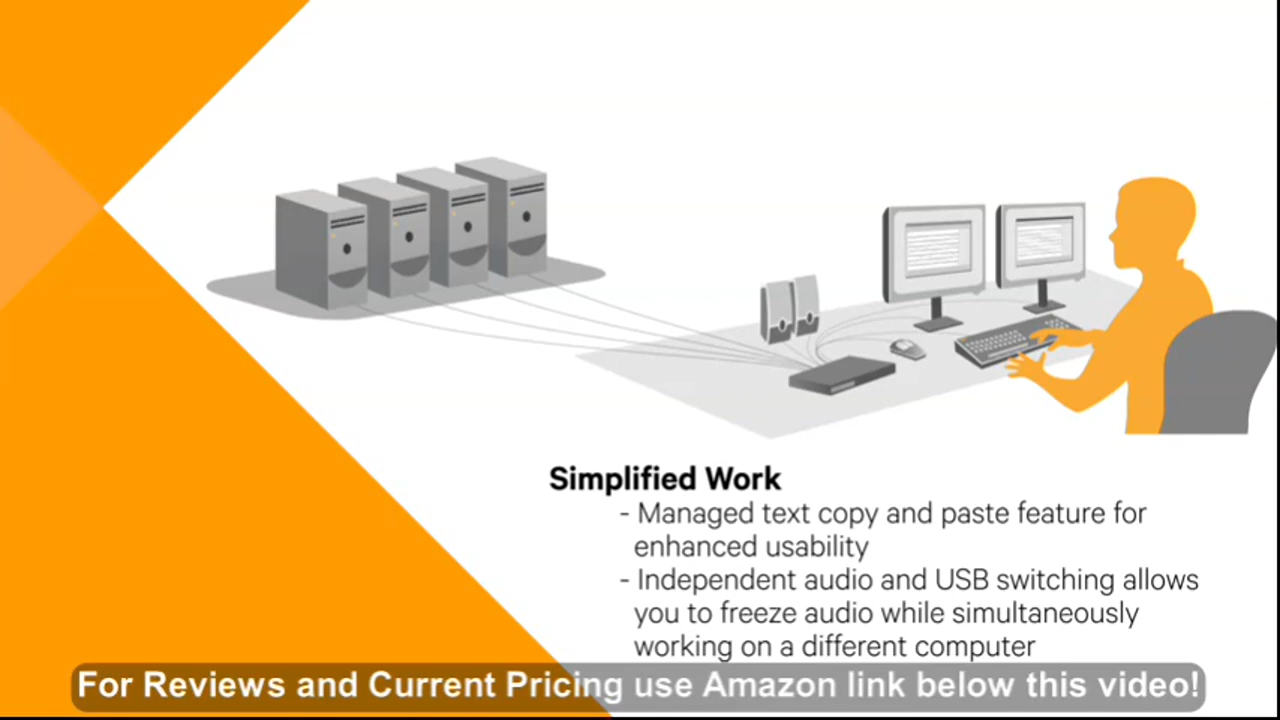 Simplified Work
- Managed text copy and paste feature for
enhanced usability
- Independent audio and USB switching allows
you to freeze audio while simultaneously
working on a different computer
For Reviews and Current Pricing use Amazon link below this video!